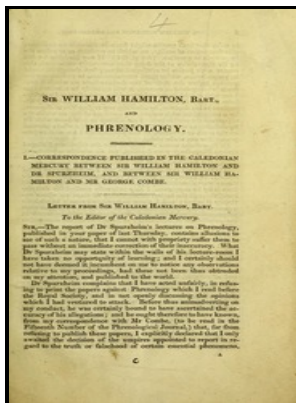 4
SIR WILLIAM HAMILTON, BART.,
AND
PHRENOLOGY.
I.—CORRESPONDENCE PUBLISHED IN THE CALEDONIAN
MERCURY BETWEEN SIR WILLIAM HAMILTON AND
DR SPURZHEIM, AND BETWEEN SIR WILLIAM HA-
MILTON AND MR GEORGE COMBE.
LETTER FROM SIR WILLIAM HAMILTON, BART.
To the Editor of the Caledonian Mercury.
SIR,—The report of Dr Spurzheim's lectures on Phrenology,
published in your paper of last Thursday, contains allusions to
me of such a nature, that I cannot with propriety suffer them to
pass without an immediate correction of their inaccuracy. What
Dr Spurzheim may say within the walls of his lecture-room I
have taken no opportunity of learning; and I certainly should
not have deemed it incumbent on me to notice any observations
relative to my proceedings, had these not been thus obtruded
on my attention, and published to the world.
Dr Spurzheim complains that I have acted unfairly, in refus-
ing to print the papers against Phrenology which I read before
the Royal Society, and in not openly discussing the opinions
which I had ventured to attack. Before thus animadverting on
my conduct, he was certainly bound to have ascertained the ac-
curacy of his allegations; and he ought therefore to have known,
from my correspondence with Mr Combe, (to be read in the
Fifteenth Number of the Phrenological Journal,) that, far from
refusing to publish these papers, I explicitly declared that I only
awaited the decision of the umpires appointed to report in re-
gard to the truth or falsehood of certain essential phenomena,